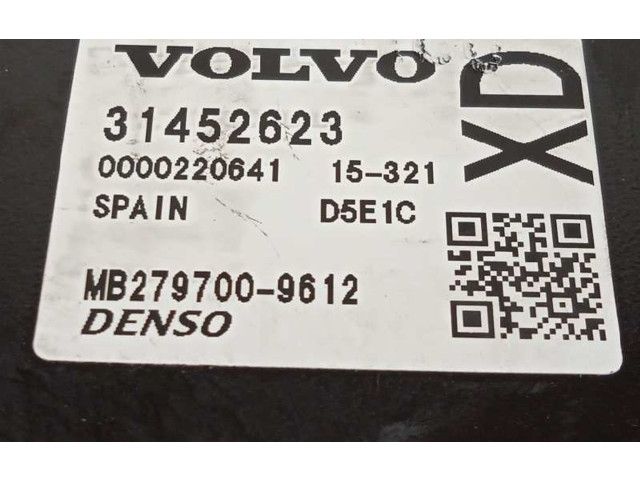 VOLVO
31452623
0000220641 15-321
SPAIN D5E1C
MB279700-9612
DENSO
XD